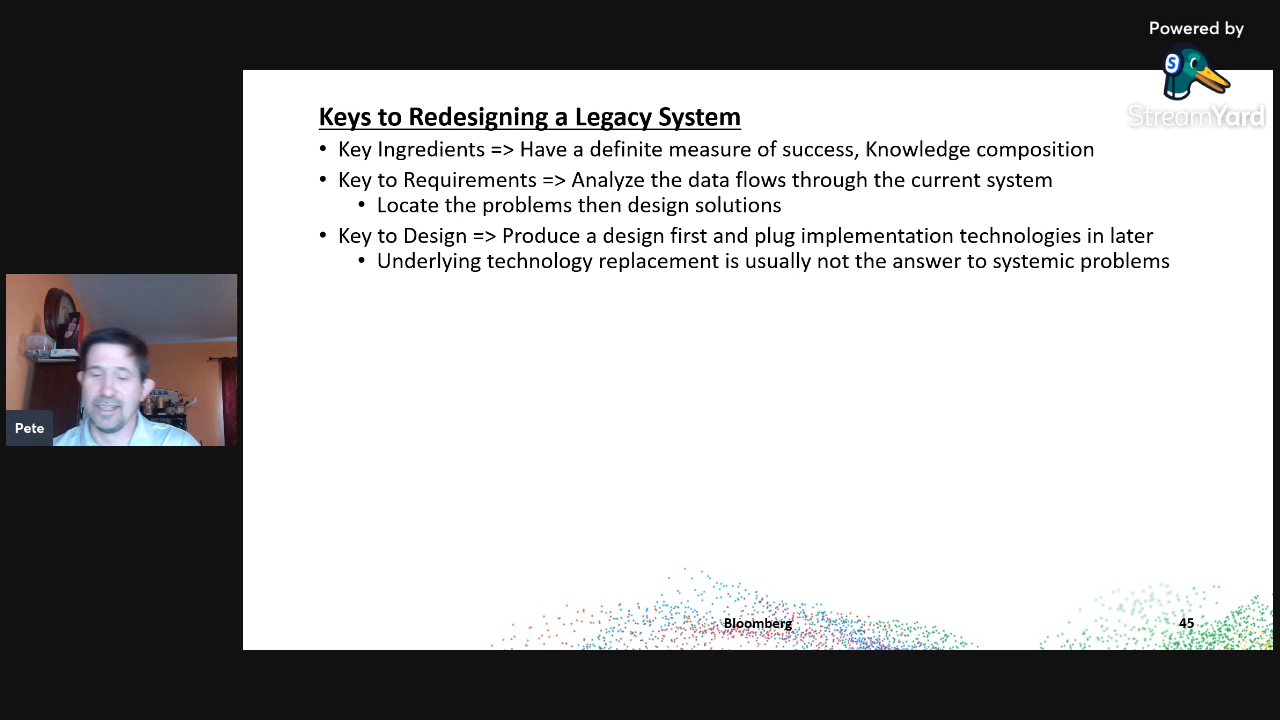 Powered by
StreamYard
Keys to Redesigning a Legacy System
• Key Ingredients => Have a definite measure of success, Knowledge composition
• Key to Requirements => Analyze the data flows through the current system
• Locate the problems then design solutions
• Key to Design => Produce a design first and plug implementation technologies in later
• Underlying technology replacement is usually not the answer to systemic problems
Pete
Bloomberg
45